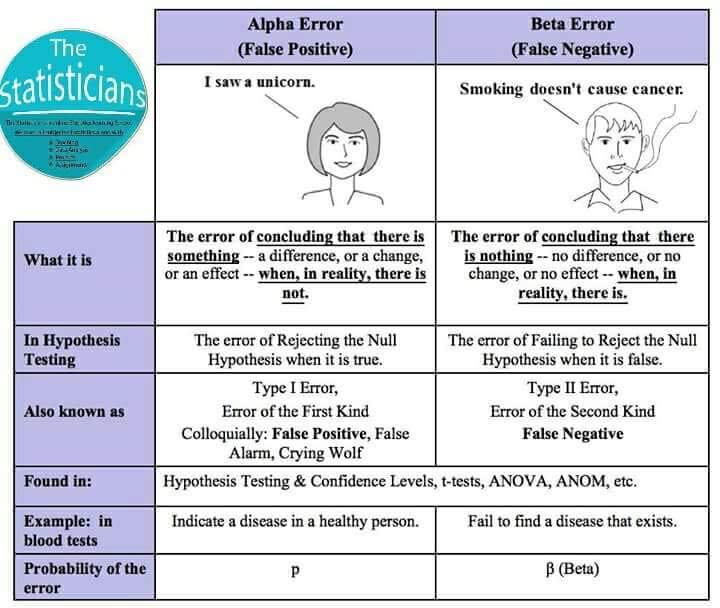 The
Statisticians
Alpha Error
(False Positive)
Beta Error
(False Negative)
I saw a unicorn.
Smoking doesn't cause cancer.
What it is
The error of concluding that there is
something -- a difference, or a change,
or an effect -- when, in reality, there is
not.
The error of concluding that there
is nothing -- no difference, or no
change, or no effect -- when, in
reality, there is.
In Hypothesis
Testing
The error of Rejecting the Null
Hypothesis when it is true.
The error of Failing to Reject the Null
Hypothesis when it is false.
Also known as
Type I Error,
Error of the First Kind
Colloquially: False Positive, False
Alarm, Crying Wolf
Type II Error,
Error of the Second Kind
False Negative
Found in:
Hypothesis Testing & Confidence Levels, t-tests, ANOVA, ANOM, etc.
Example: in
blood tests
Indicate a disease in a healthy person.
Fail to find a disease that exists.
Probability of the
error
p
β (Beta)